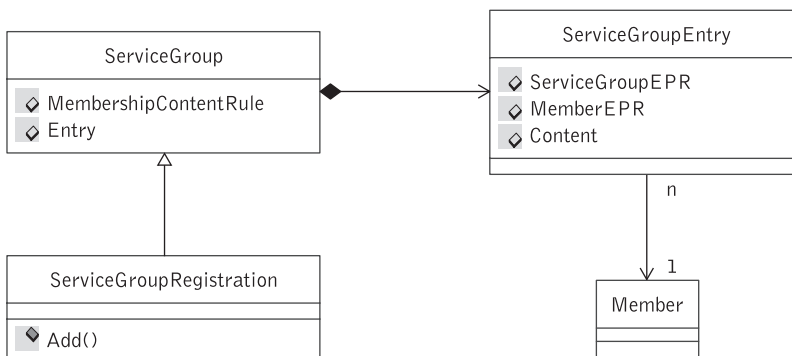 ServiceGroup
MembershipContentRule
Entry
ServiceGroupEntry
ServiceGroupEPR
MemberEPR
Content
n
1
ServiceGroupRegistration
Add()
Member